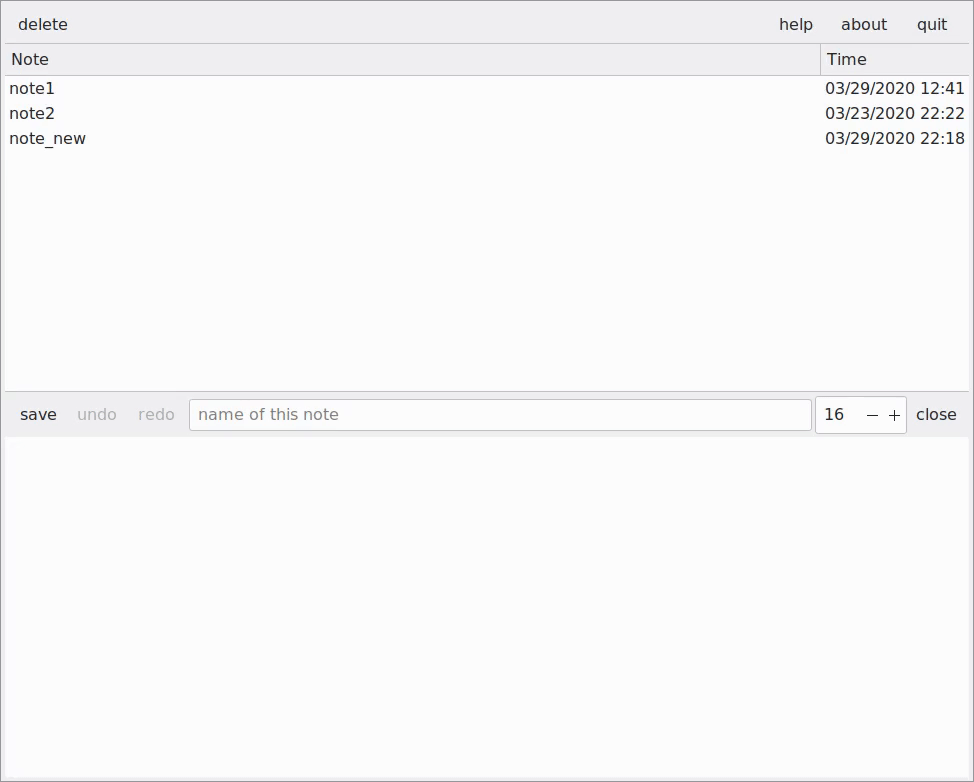 delete help about quit
Note Time
note1 03/29/2020 12:41
note2 03/23/2020 22:22
note_new 03/29/2020 22:18
save undo redo name of this note 16 − + close